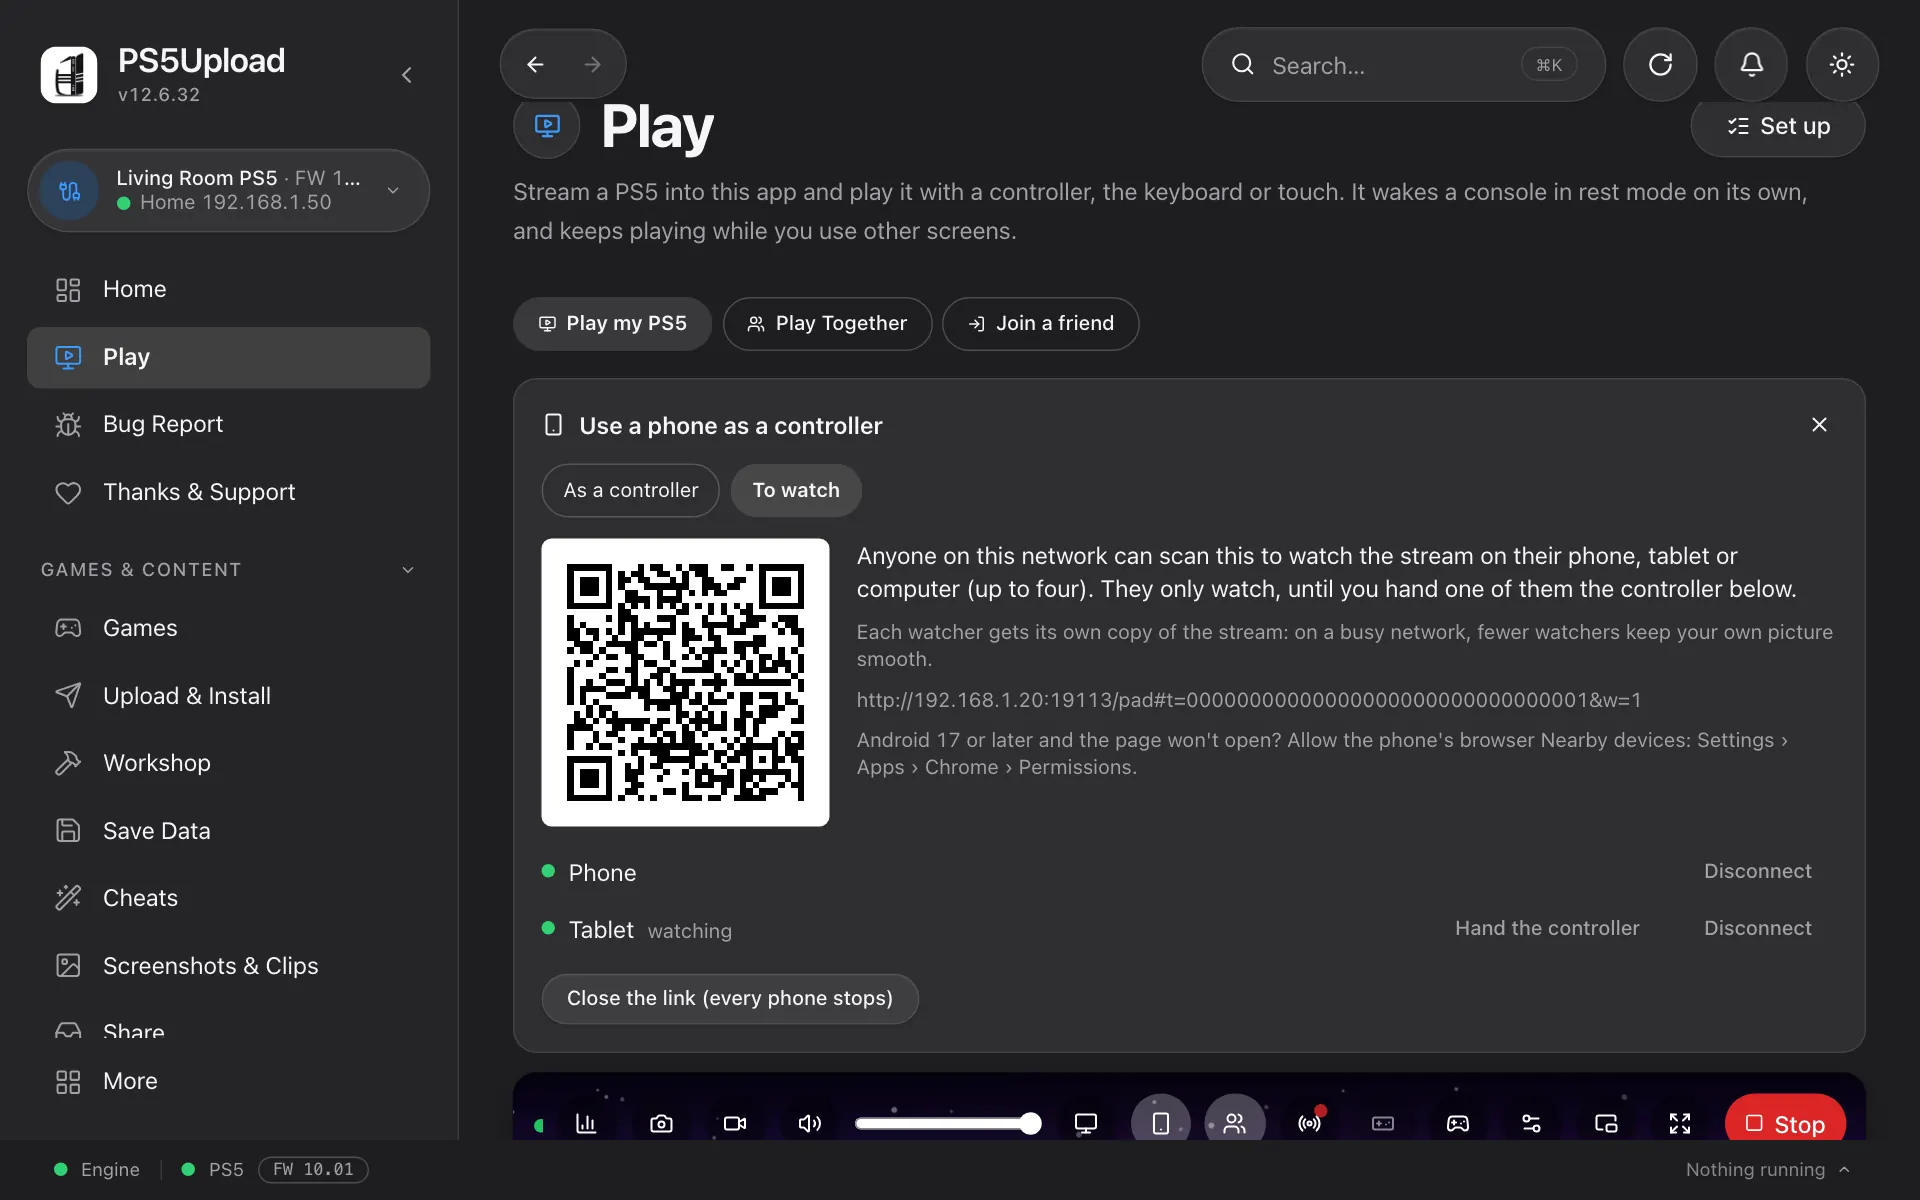 PS5Upload
v12.6.32
Living Room PS5 · FW 1...
Home 192.168.1.50
Home
Play
Bug Report
Thanks & Support
GAMES & CONTENT
Games
Upload & Install
Workshop
Save Data
Cheats
Screenshots & Clips
Share
More
Search...
⌘K
Play
Set up
Stream a PS5 into this app and play it with a controller, the keyboard or touch. It wakes a console in rest mode on its own,
and keeps playing while you use other screens.
Play my PS5
Play Together
Join a friend
Use a phone as a controller
As a controller
To watch
Anyone on this network can scan this to watch the stream on their phone, tablet or
computer (up to four). They only watch, until you hand one of them the controller below.
Each watcher gets its own copy of the stream: on a busy network, fewer watchers keep your own picture
smooth.
http://192.168.1.20:19113/pad#t=00000000000000000000000000000001&w=1
Android 17 or later and the page won't open? Allow the phone's browser Nearby devices: Settings ›
Apps › Chrome › Permissions.
Phone
Disconnect
Tablet watching
Hand the controller
Disconnect
Close the link (every phone stops)
Stop
Engine
PS5
FW 10.01
Nothing running